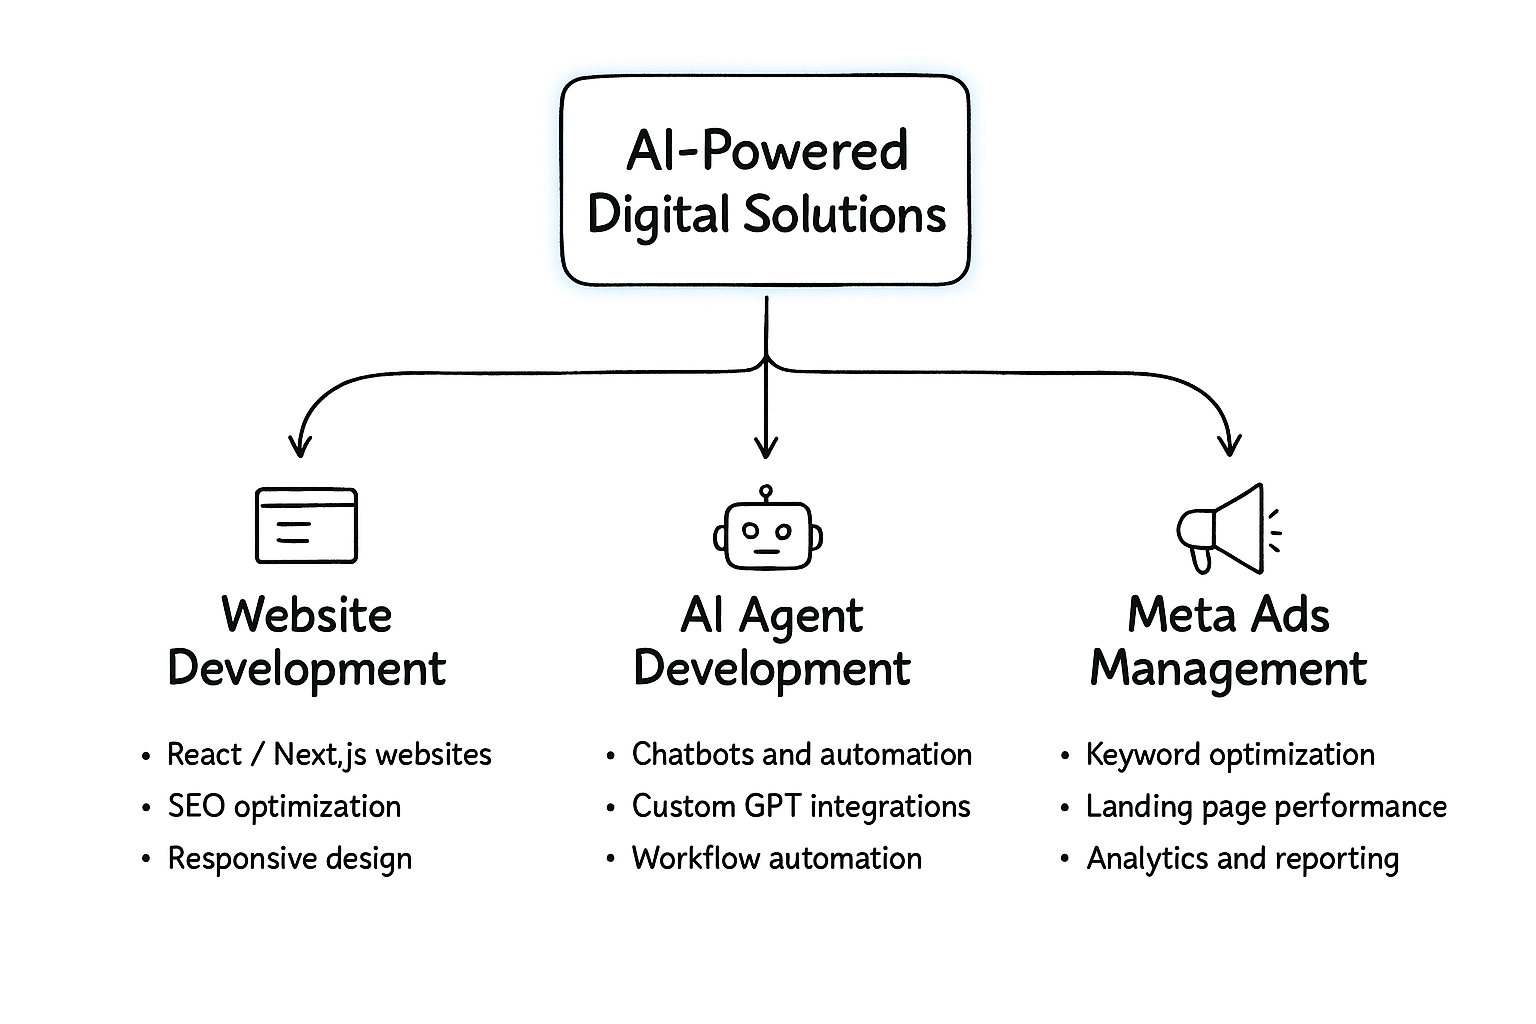 AI-Powered
Digital Solutions
Website
Development
• React / Next,js websites
• SEO optimization
• Responsive design
AI Agent
Development
• Chatbots and automation
• Custom GPT integrations
• Workflow automation
Meta Ads
Management
• Keyword optimization
• Landing page performance
• Analytics and reporting